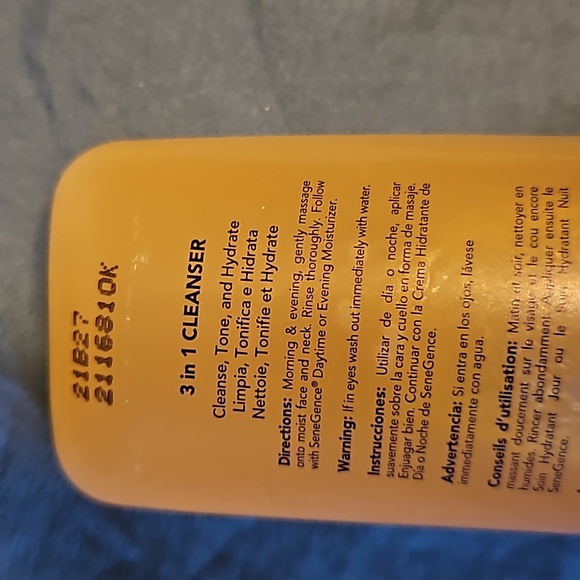 21B27
2116810K
3 in 1 CLEANSER
Cleanse, Tone, and Hydrate
Limpia, Tonifica e Hidrata
Nettoie, Tonifie et Hydrate
Directions: Morning & evening, gently massage
onto moist face and neck. Rinse thoroughly. Follow
with SeneGence® Daytime or Evening Moisturizer.
Warning: If in eyes wash out immediately with water.
Instrucciones: Utilizar de día o noche, aplicar
suavemente sobre la cara y cuello en forma de masaje.
Enjuagar bien. Continuar con la Crema Hidratante de
Día o Noche de SeneGence.
Advertencia: Si entra en los ojos, lávese
immediatamente con agua.
Conseils d'utilisation: Matin et soir, nettoyer en
massant doucement sur le visage et le cou encore
humides. Rincer abondamment. Appliquer ensuite le
Soin Hydratant Jour ou le Soin Hydratant Nuit
SeneGence.